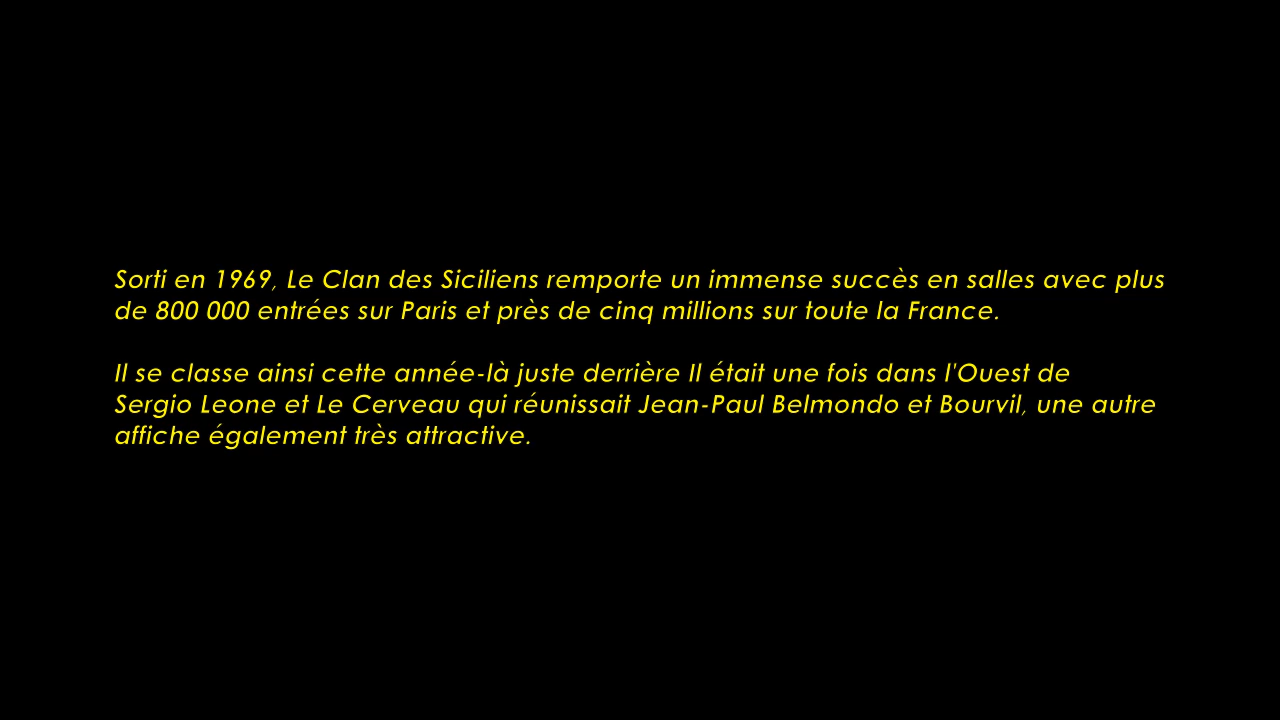 Sorti en 1969, Le Clan des Siciliens remporte un immense succès en salles avec plus
de 800 000 entrées sur Paris et près de cinq millions sur toute la France.
Il se classe ainsi cette année-là juste derrière Il était une fois dans l'Ouest de
Sergio Leone et Le Cerveau qui réunissait Jean-Paul Belmondo et Bourvil, une autre
affiche également très attractive.